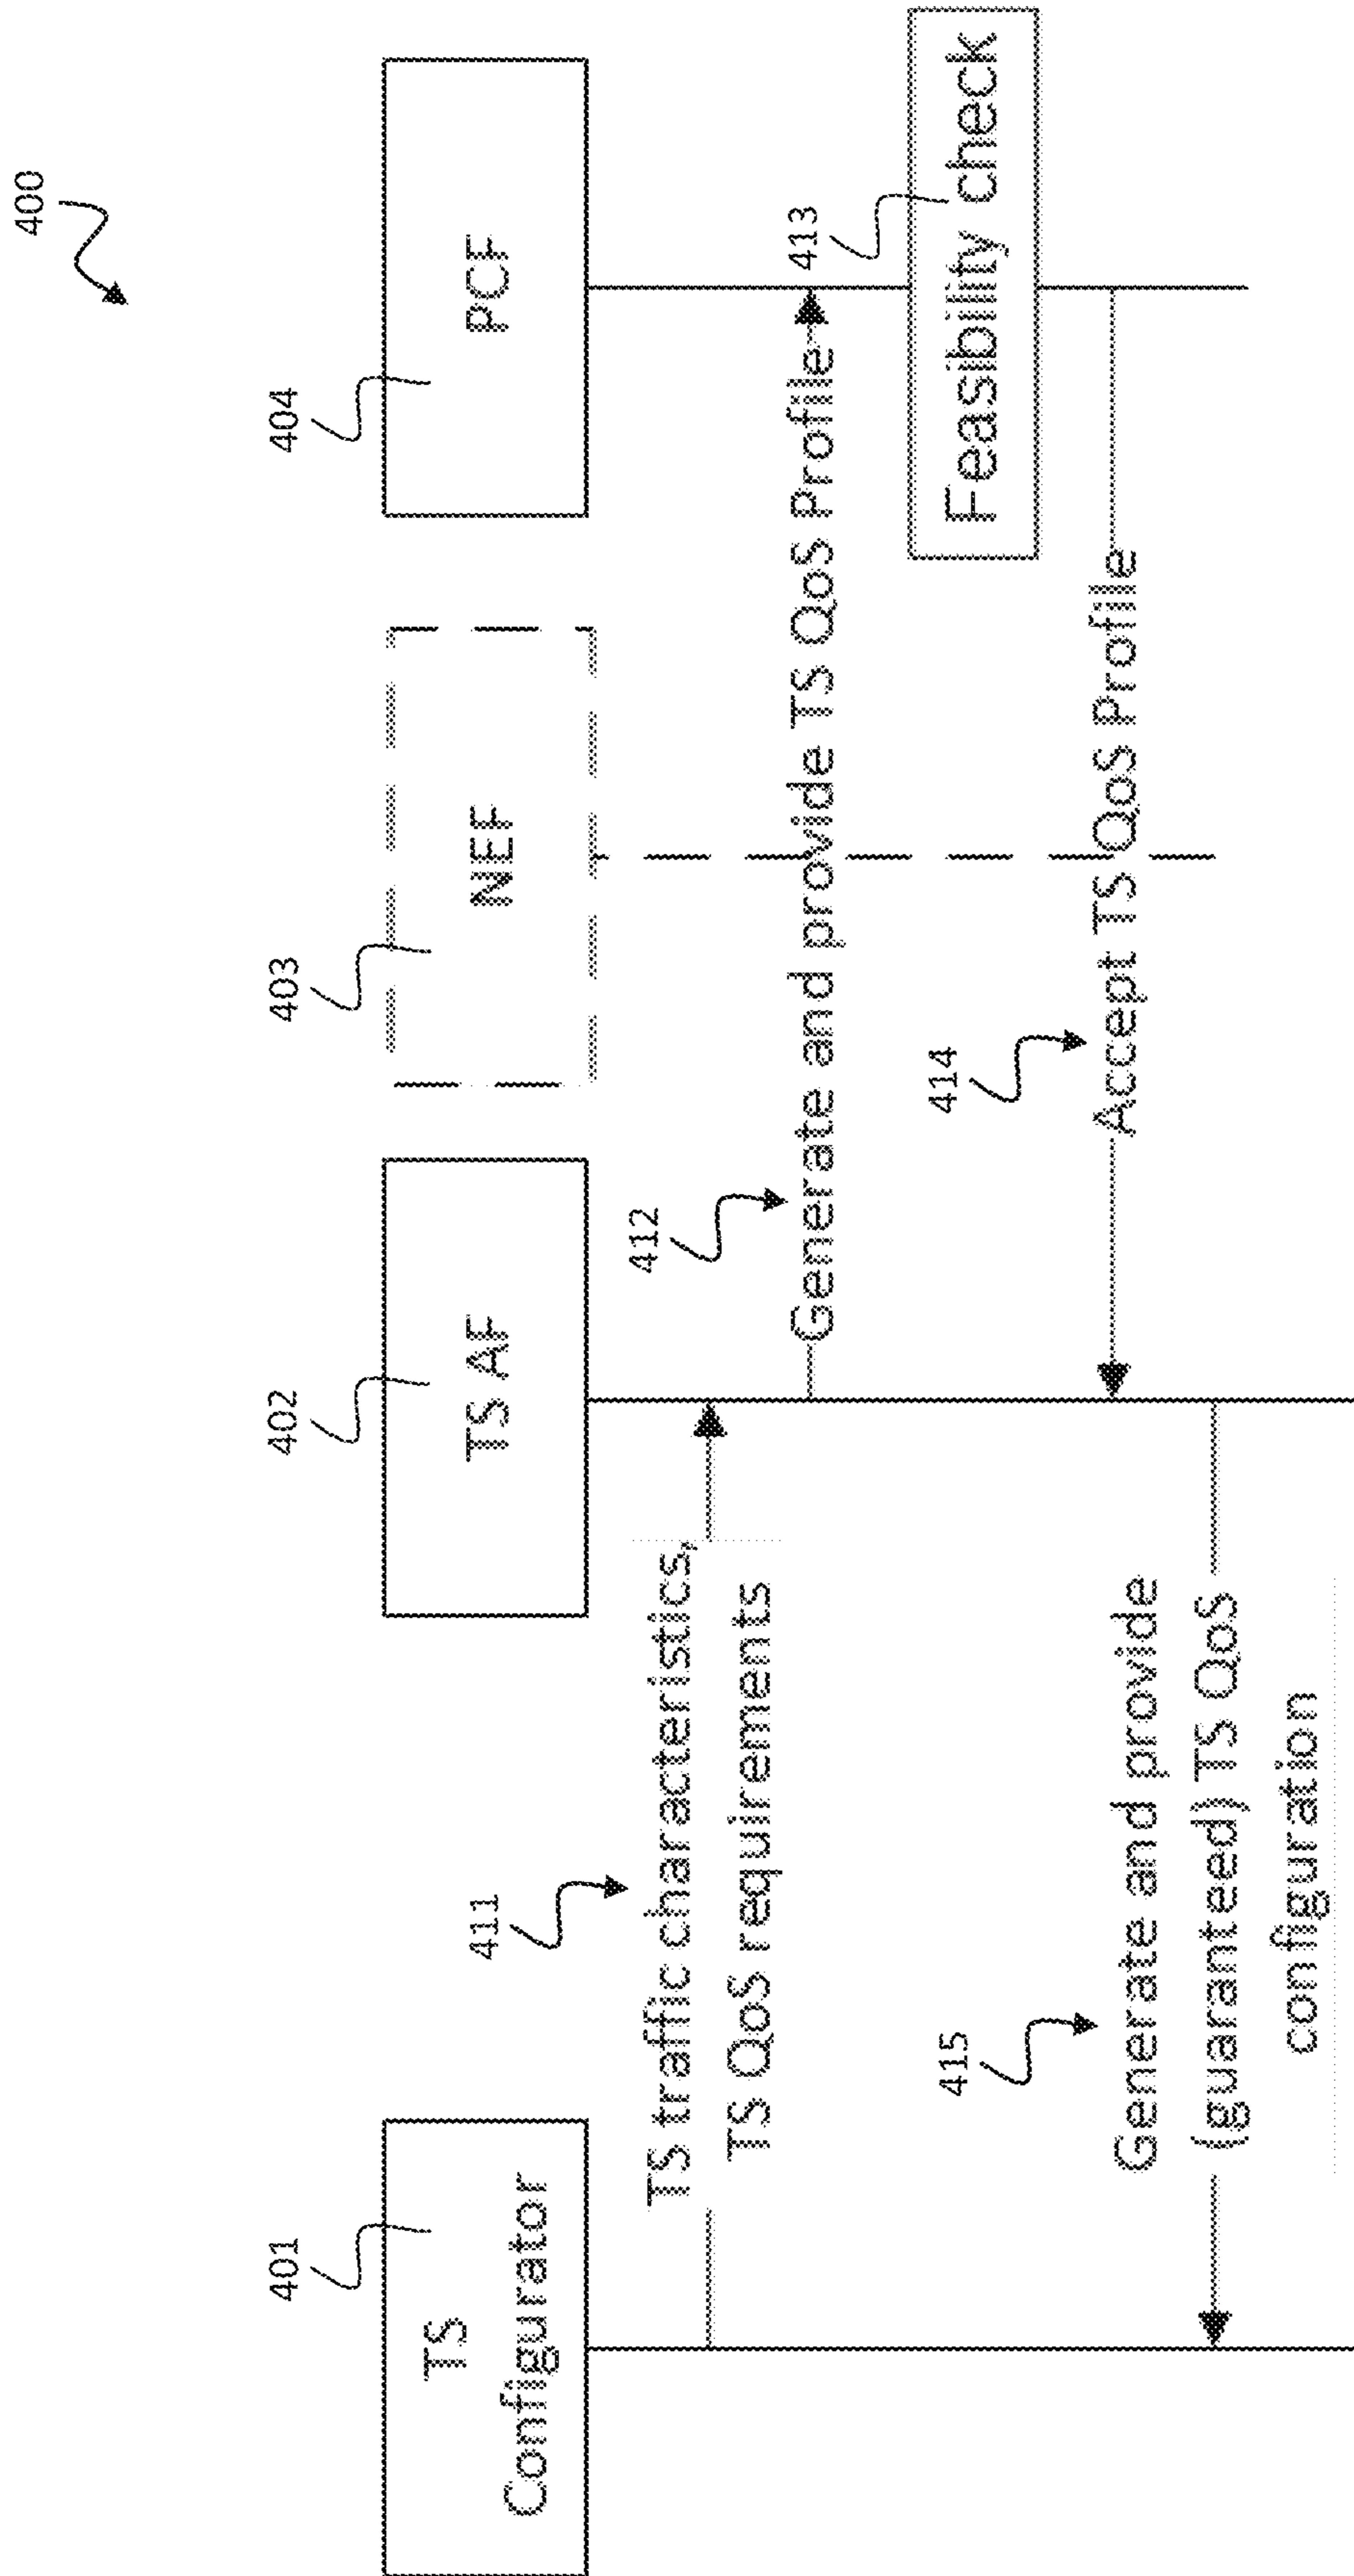 400
401
402
403
404
TS
Configurator
TS AF
NEF
PCF
411
TS traffic characteristics,
TS QoS requirements
412
Generate and provide TS QoS Profile
413
Feasibility check
414
Accept TS QoS Profile
415
Generate and provide
(guaranteed) TS QoS
configuration